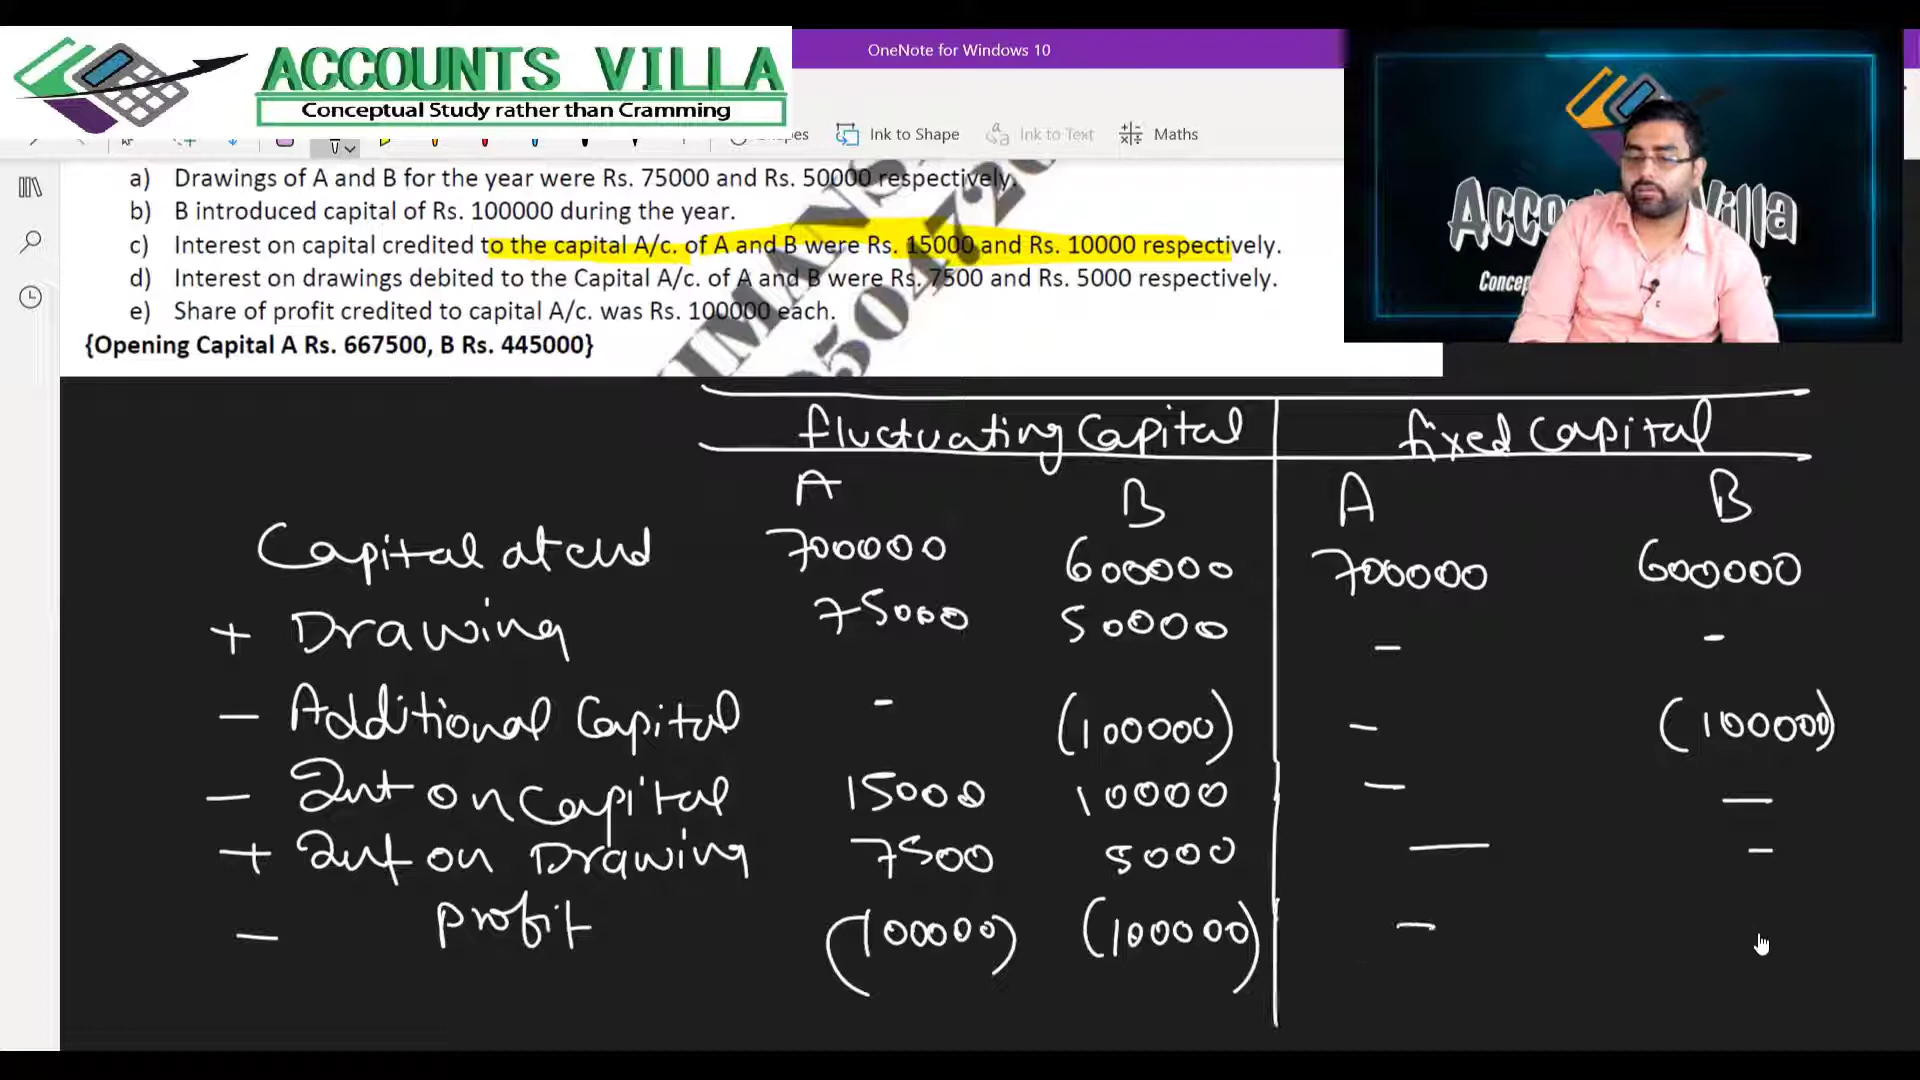 ACCOUNTS VILLA
Conceptual Study rather than Cramming
OneNote for Windows 10
Ink to Shape
Ink to Text
Maths
a) Drawings of A and B for the year were Rs. 75000 and Rs. 50000 respectively.
b) B introduced capital of Rs. 100000 during the year.
c) Interest on capital credited to the capital A/c. of A and B were Rs. 15000 and Rs. 10000 respectively.
d) Interest on drawings debited to the Capital A/c. of A and B were Rs. 7500 and Rs. 5000 respectively.
e) Share of profit credited to capital A/c. was Rs. 100000 each.
{Opening Capital A Rs. 667500, B Rs. 445000}
fluctuating Capital fixed Capital
A B A B
Capital at end 700000 600000 700000 600000
+ Drawing 75000 50000 - -
- Additional Capital - (100000) - (100000)
- Int on Capital 15000 10000 - -
+ Int on Drawing 7500 5000 - -
- Profit (100000) (100000) -